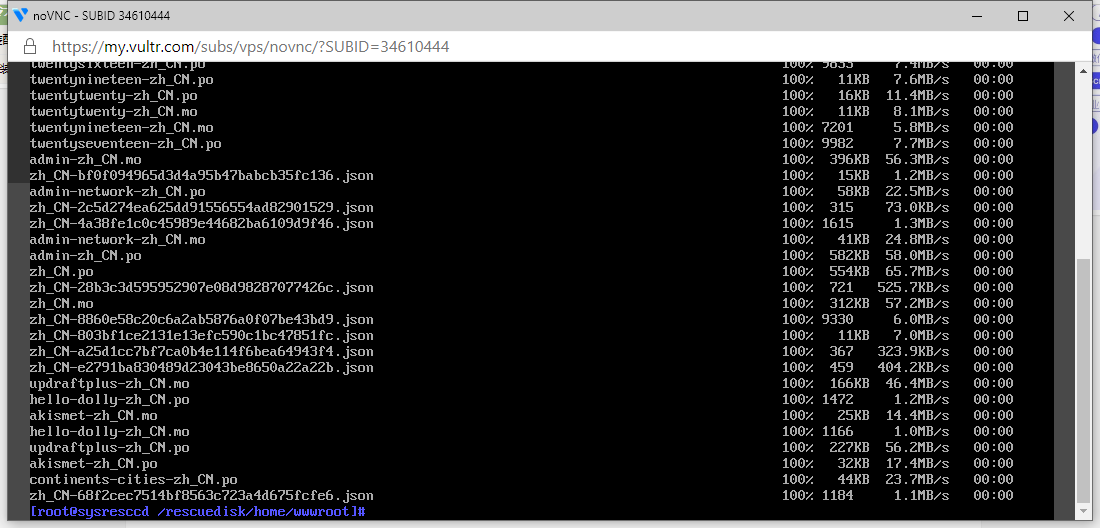 noVNC - SUBID 34610444
https://my.vultr.com/subs/vps/novnc/?SUBID=34610444
twentysixteen-zh_CN.po 100% 9833 7.4MB/s 00:00
twentynineteen-zh_CN.po 100% 11KB 7.6MB/s 00:00
twentytwenty-zh_CN.po 100% 16KB 11.4MB/s 00:00
twentytwenty-zh_CN.mo 100% 11KB 8.1MB/s 00:00
twentynineteen-zh_CN.mo 100% 7201 5.8MB/s 00:00
twentyseventeen-zh_CN.po 100% 9982 7.7MB/s 00:00
admin-zh_CN.mo 100% 396KB 56.3MB/s 00:00
zh_CN-bf0f094965d3d4a95b47babcb35fc136.json 100% 15KB 1.2MB/s 00:00
admin-network-zh_CN.po 100% 58KB 22.5MB/s 00:00
zh_CN-2c5d274ea625dd91556554ad82901529.json 100% 315 73.0KB/s 00:00
zh_CN-4a38fe1c0c45989e44682ba6109d9f46.json 100% 1615 1.3MB/s 00:00
admin-network-zh_CN.mo 100% 41KB 24.8MB/s 00:00
admin-zh_CN.po 100% 582KB 58.0MB/s 00:00
zh_CN.po 100% 554KB 65.7MB/s 00:00
zh_CN-28b3c3d595952907e08d98287077426c.json 100% 721 525.7KB/s 00:00
zh_CN.mo 100% 312KB 57.2MB/s 00:00
zh_CN-8860e58c20c6a2ab5876a0f07be43bd9.json 100% 9330 6.0MB/s 00:00
zh_CN-803bf1ce2131e13efc590c1bc47851fc.json 100% 11KB 7.0MB/s 00:00
zh_CN-a25d1cc7bf7ca0b4e114f6bea64943f4.json 100% 367 323.9KB/s 00:00
zh_CN-e2791ba830489d23043be8650a22a22b.json 100% 459 404.2KB/s 00:00
updraftplus-zh_CN.mo 100% 166KB 46.4MB/s 00:00
hello-dolly-zh_CN.po 100% 1472 1.2MB/s 00:00
akismet-zh_CN.mo 100% 25KB 14.4MB/s 00:00
hello-dolly-zh_CN.mo 100% 1166 1.0MB/s 00:00
updraftplus-zh_CN.po 100% 227KB 56.2MB/s 00:00
akismet-zh_CN.po 100% 32KB 17.4MB/s 00:00
continents-cities-zh_CN.po 100% 44KB 23.7MB/s 00:00
zh_CN-68f2cec7514bf8563c723a4d675fcfe6.json 100% 1184 1.1MB/s 00:00
[root@sysresccd /rescuedisk/home/wwwroot]#